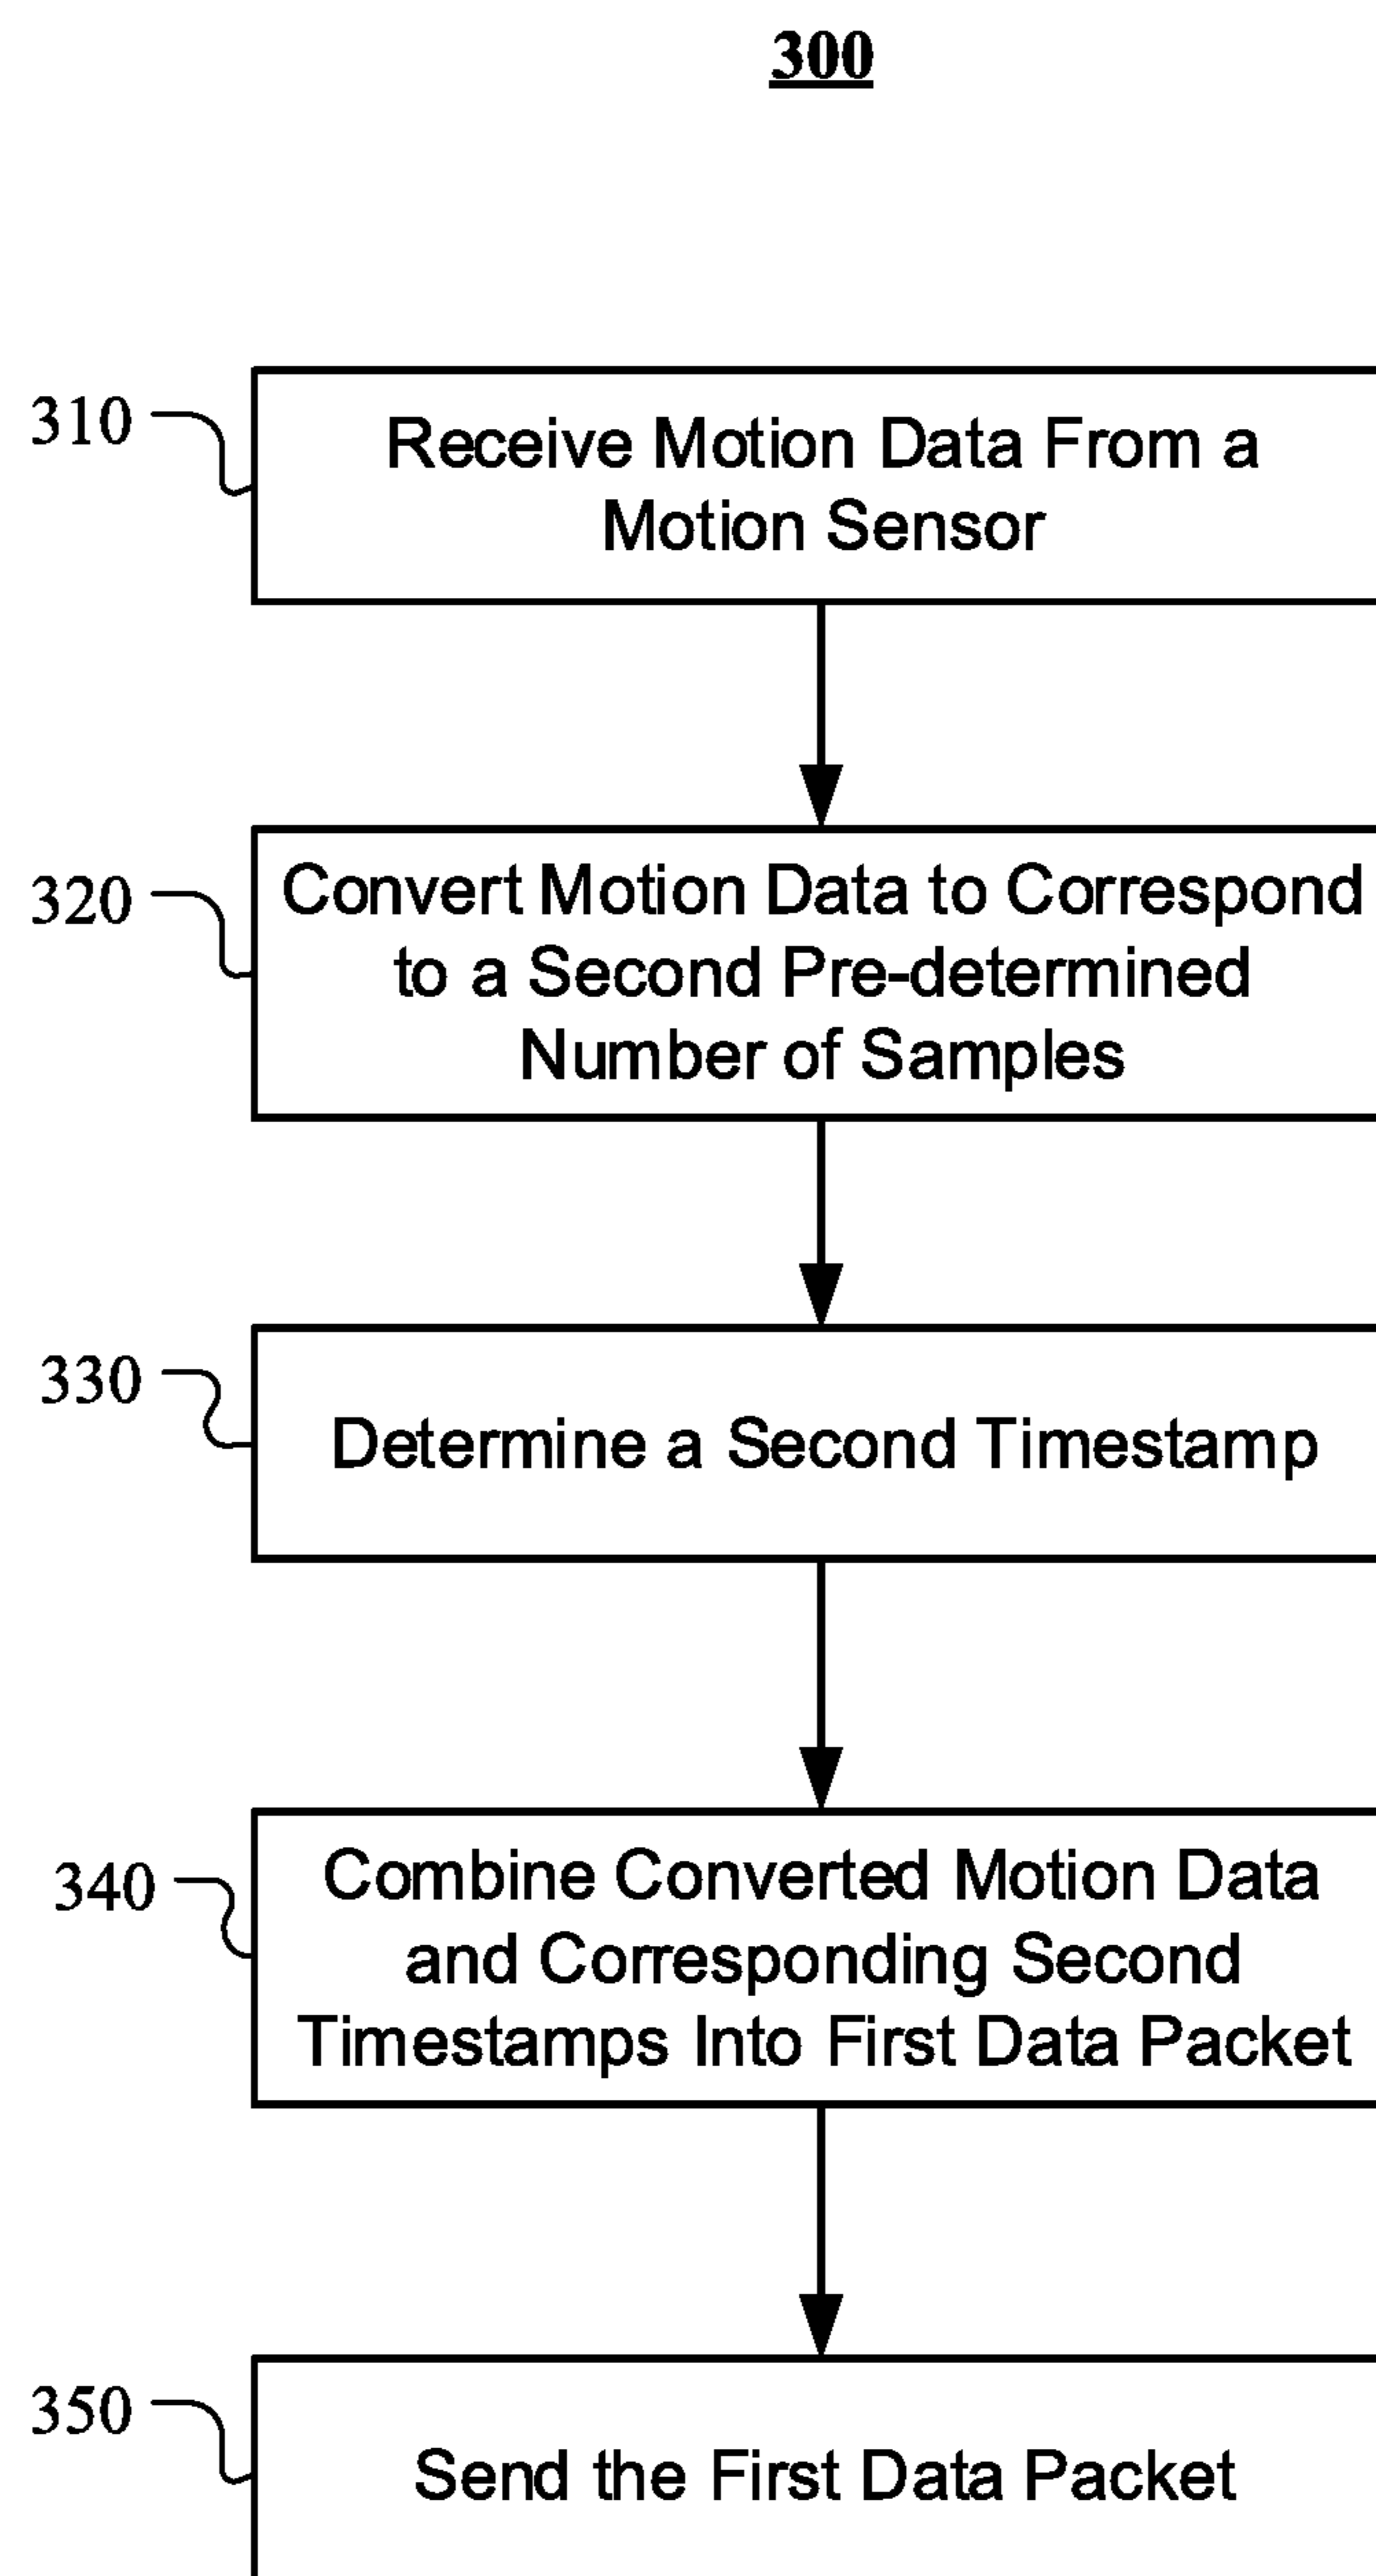 300
310
Receive Motion Data From a
Motion Sensor
320
Convert Motion Data to Correspond
to a Second Pre-determined
Number of Samples
330
Determine a Second Timestamp
340
Combine Converted Motion Data
and Corresponding Second
Timestamps Into First Data Packet
350
Send the First Data Packet